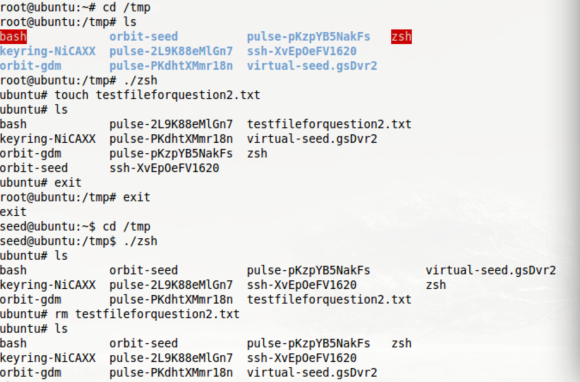 root@ubuntu:~# cd /tmp
root@ubuntu:/tmp# ls
bash orbit-seed pulse-pKzpYB5NakFs zsh
keyring-NiCAXX pulse-2L9K88eMlGn7 ssh-XvEpOeFV1620
orbit-gdm pulse-PKdhtXMmr18n virtual-seed.gsDvr2
root@ubuntu:/tmp# ./zsh
ubuntu# touch testfileforquestion2.txt
ubuntu# ls
bash pulse-2L9K88eMlGn7 testfileforquestion2.txt
keyring-NiCAXX pulse-PKdhtXMmr18n virtual-seed.gsDvr2
orbit-gdm pulse-pKzpYB5NakFs zsh
orbit-seed ssh-XvEpOeFV1620
ubuntu# exit
root@ubuntu:/tmp# exit
exit
seed@ubuntu:~$ cd /tmp
seed@ubuntu:/tmp$ ./zsh
ubuntu# ls
bash orbit-seed pulse-pKzpYB5NakFs virtual-seed.gsDvr2
keyring-NiCAXX pulse-2L9K88eMlGn7 ssh-XvEpOeFV1620 zsh
orbit-gdm pulse-PKdhtXMmr18n testfileforquestion2.txt
ubuntu# rm testfileforquestion2.txt
ubuntu# ls
bash orbit-seed pulse-pKzpYB5NakFs zsh
keyring-NiCAXX pulse-2L9K88eMlGn7 ssh-XvEpOeFV1620
orbit-gdm pulse-PKdhtXMmr18n virtual-seed.gsDvr2